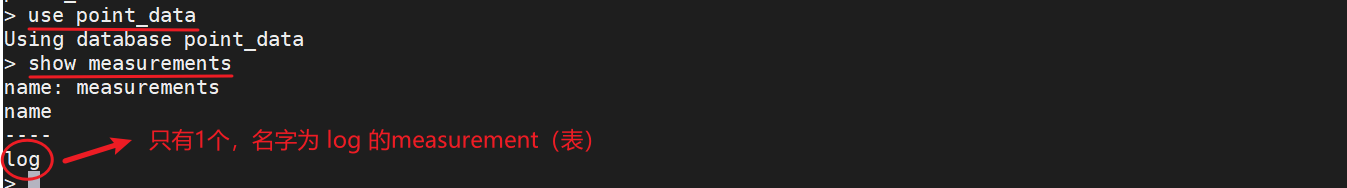 > use point_data
Using database point_data
> show measurements
name: measurements
name
----
只有1个，名字为 log 的measurement（表）
log
>